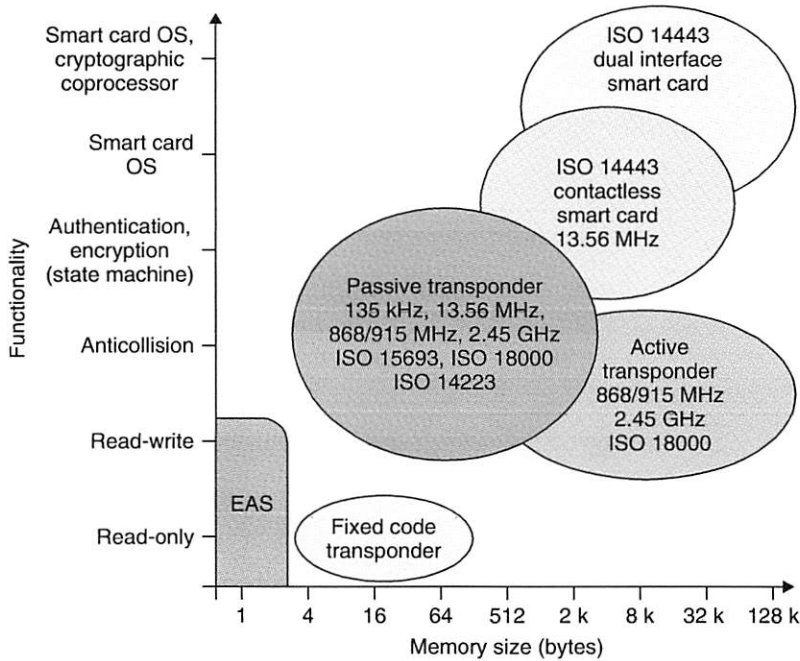 Smart card OS,
cryptographic
coprocessor
Smart card
OS
Authentication,
encryption
(state machine)
Anticollision
Read-write
Read-only
Functionality
ISO 14443
dual interface
smart card
ISO 14443
contactless
smart card
13.56 MHz
Passive transponder
135 kHz, 13.56 MHz,
868/915 MHz, 2.45 GHz
ISO 15693, ISO 18000
ISO 14223
Active
transponder
868/915 MHz
2.45 GHz
ISO 18000
EAS
Fixed code
transponder
1 4 16 64 512 2 k 8 k 32 k 128 k
Memory size (bytes)